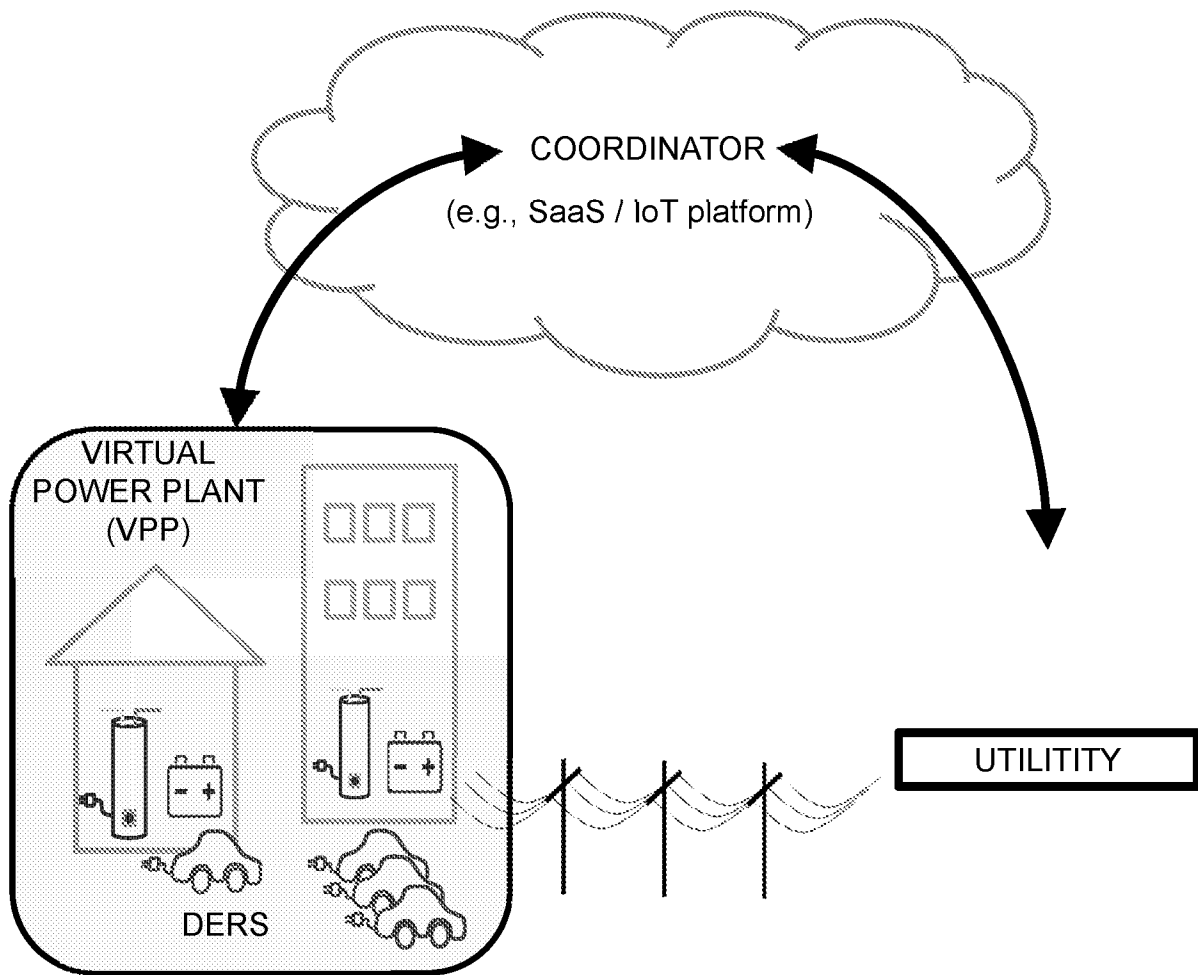 COORDINATOR
(e.g., SaaS / IoT platform)
VIRTUAL
POWER PLANT
(VPP)
UTILITITY
DERS